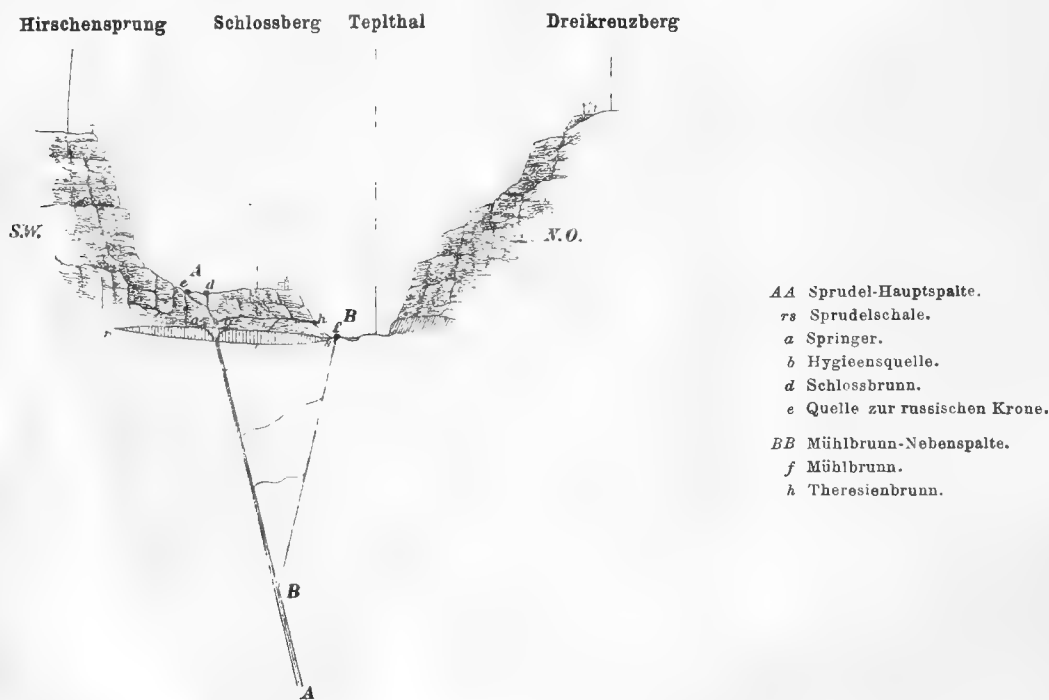 Hirschensprung Schlossberg Teplthal Dreikreuzberg
S.W. N.O.
A
e d
a h B
r f
s
B
A
AA Sprudel-Hauptspalte.
rs Sprudelschale.
a Springer.
b Hygieensquelle.
d Schlossbrunn.
e Quelle zur russischen Krone.
BB Mühlbrunn-Nebenspalte.
f Mühlbrunn.
h Theresienbrunn.